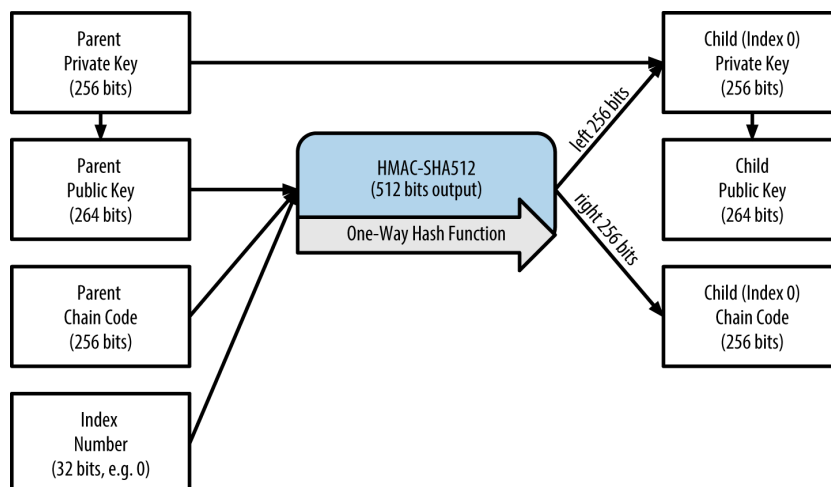 Parent
Private Key
(256 bits)
Parent
Public Key
(264 bits)
Parent
Chain Code
(256 bits)
Index
Number
(32 bits, e.g. 0)
HMAC-SHA512
(512 bits output)
One-Way Hash Function
left 256 bits
right 256 bits
Child (Index 0)
Private Key
(256 bits)
Child
Public Key
(264 bits)
Child (Index 0)
Chain Code
(256 bits)